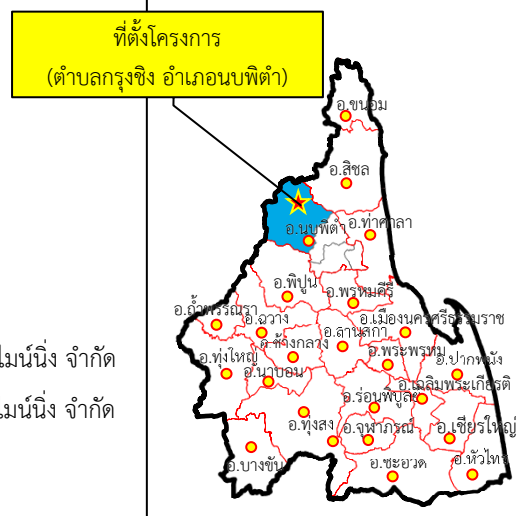 ที่ตั้งโครงการ
(ตำบลกรุงชิง อำเภอนบพิตำ)
อ.ขนอม
อ.สิชล
อ.นบพิตำ
อ.ท่าศาลา
อ.พิปูน
อ.พรหมคีรี
อ.ถ้ำพรรณรา
อ.ฉวาง
อ.เมืองนครศรีธรรมราช
อ.ช้างกลาง
อ.ลานสกา
อ.ทุ่งใหญ่
อ.นาบอน
อ.พระพรหม
อ.ปากพนัง
อ.เฉลิมพระเกียรติ
อ.ร่อนพิบูลย์
อ.ทุ่งสง
อ.จุฬาภรณ์
อ.เชียรใหญ่
อ.บางขัน
อ.ชะอวด
อ.หัวไทร
ไมน์นิ่ง จำกัด
เมน์นิ่ง จำกัด